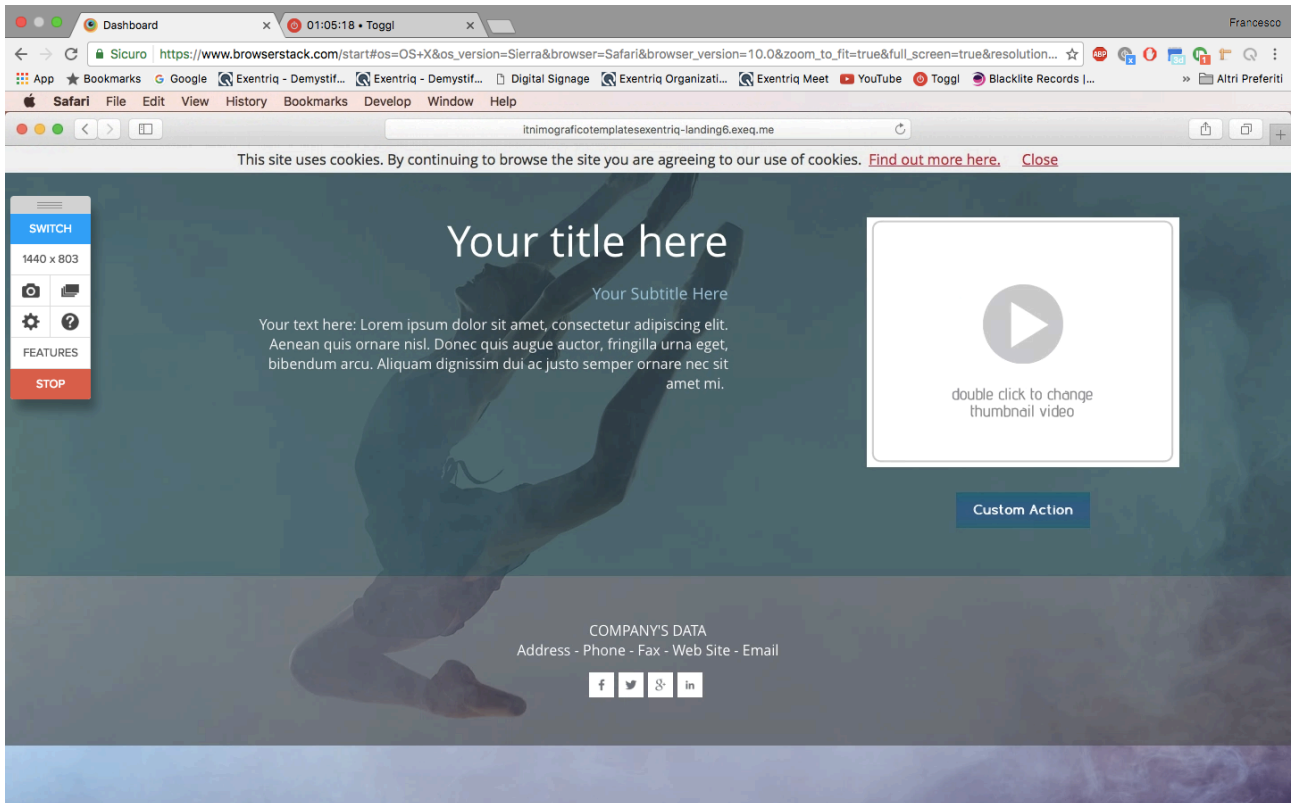 Dashboard
01:05:18 • Toggl
Francesco
Sicuro https://www.browserstack.com/start#os=OS+X&os_version=Sierra&browser=Safari&browser_version=10.0&zoom_to_fit=true&full_screen=true&resolution...
App Bookmarks Google Exentriq - Demystif... Exentriq - Demystif... Digital Signage Exentriq Organizati... Exentriq Meet YouTube Toggl Blacklite Records |... » Altri Preferiti
Safari File Edit View History Bookmarks Develop Window Help
itnimograficotemplatesexentriq-landing6.exeq.me
This site uses cookies. By continuing to browse the site you are agreeing to our use of cookies. Find out more here. Close
SWITCH
1440 x 803
FEATURES
STOP
Your title here
Your Subtitle Here
Your text here: Lorem ipsum dolor sit amet, consectetur adipiscing elit.
Aenean quis ornare nisl. Donec quis augue auctor, fringilla urna eget,
bibendum arcu. Aliquam dignissim dui ac justo semper ornare nec sit
amet mi.
double click to change
thumbnail video
Custom Action
COMPANY'S DATA
Address - Phone - Fax - Web Site - Email